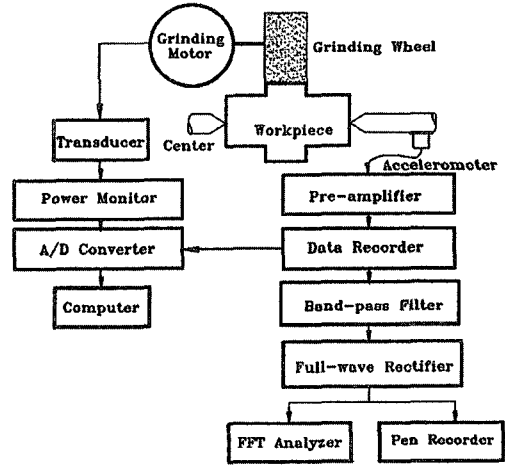 Grinding
Motor
Grinding Wheel
Transducer
Center
Workpiece
Acceleromoter
Power Monitor
Pre-amplifier
A/D Converter
Data Recorder
Computer
Band-pass Filter
Full-wave Rectifier
FFT Analyzer
Pen Recorder